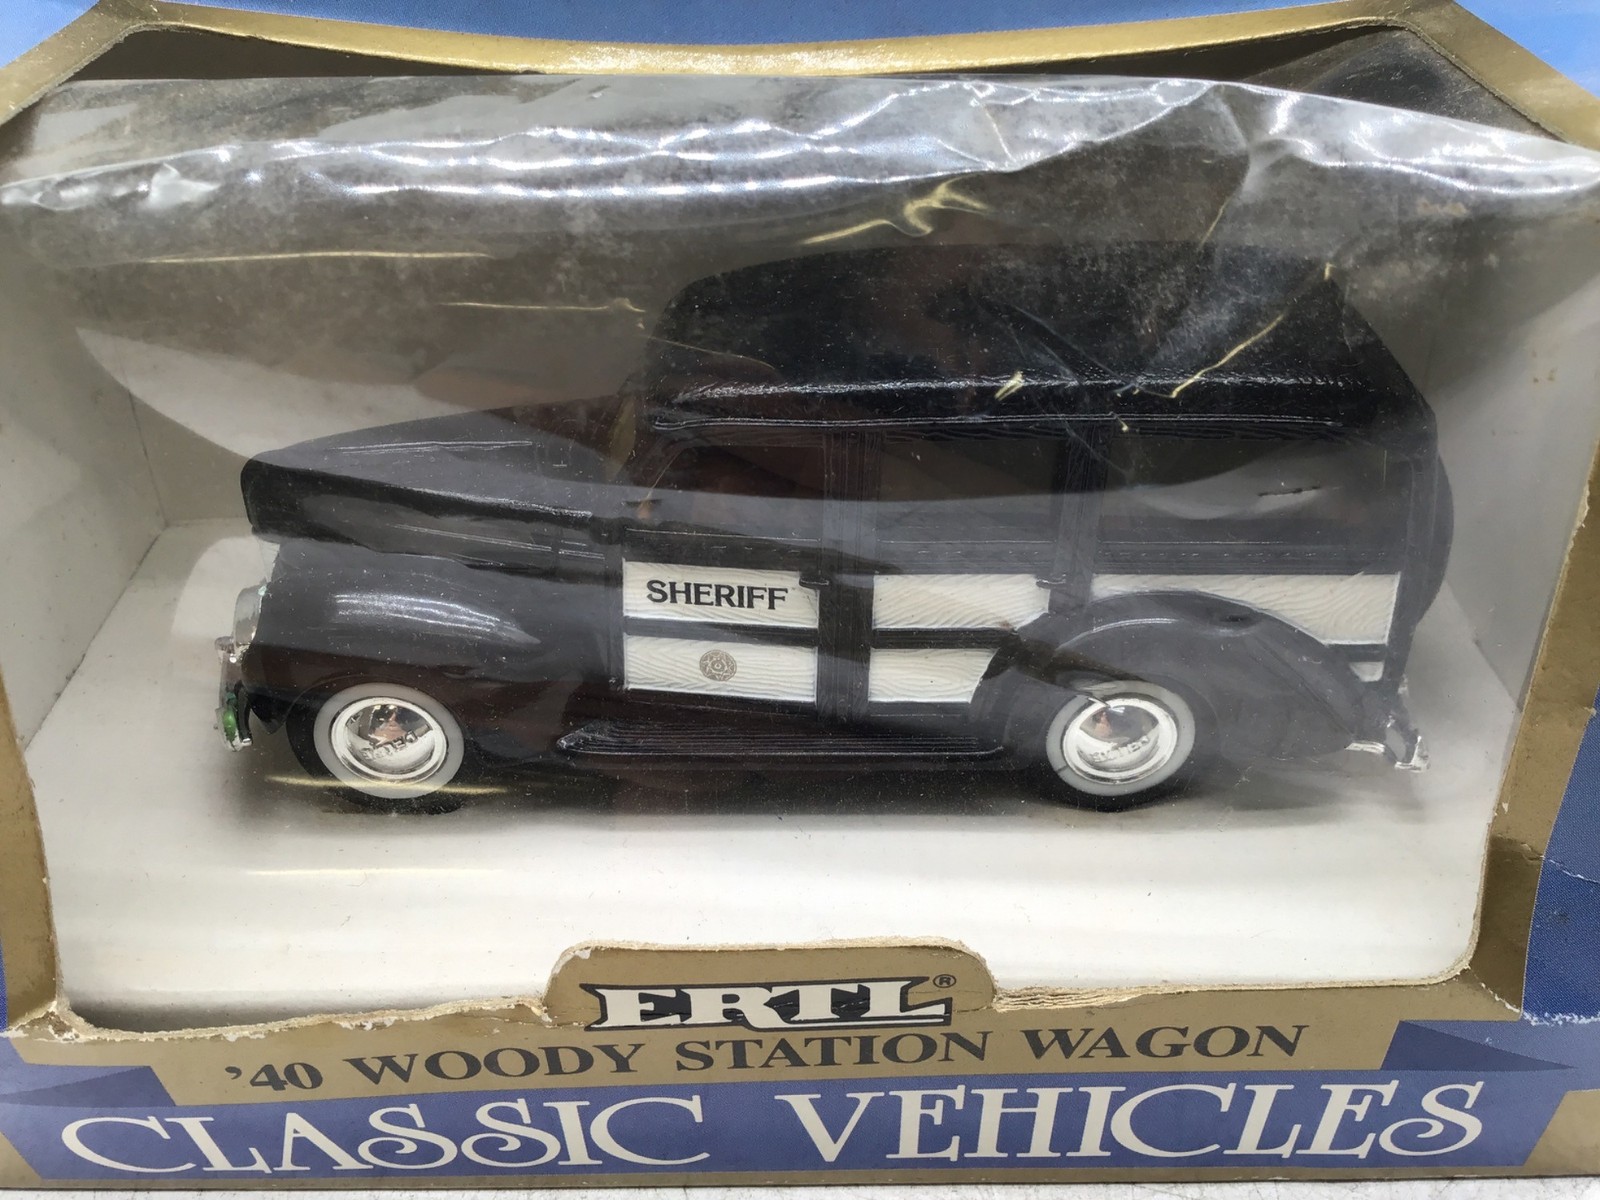 SHERIFF
ERTL®
'40 WOODY STATION WAGON
CLASSIC VEHICLES